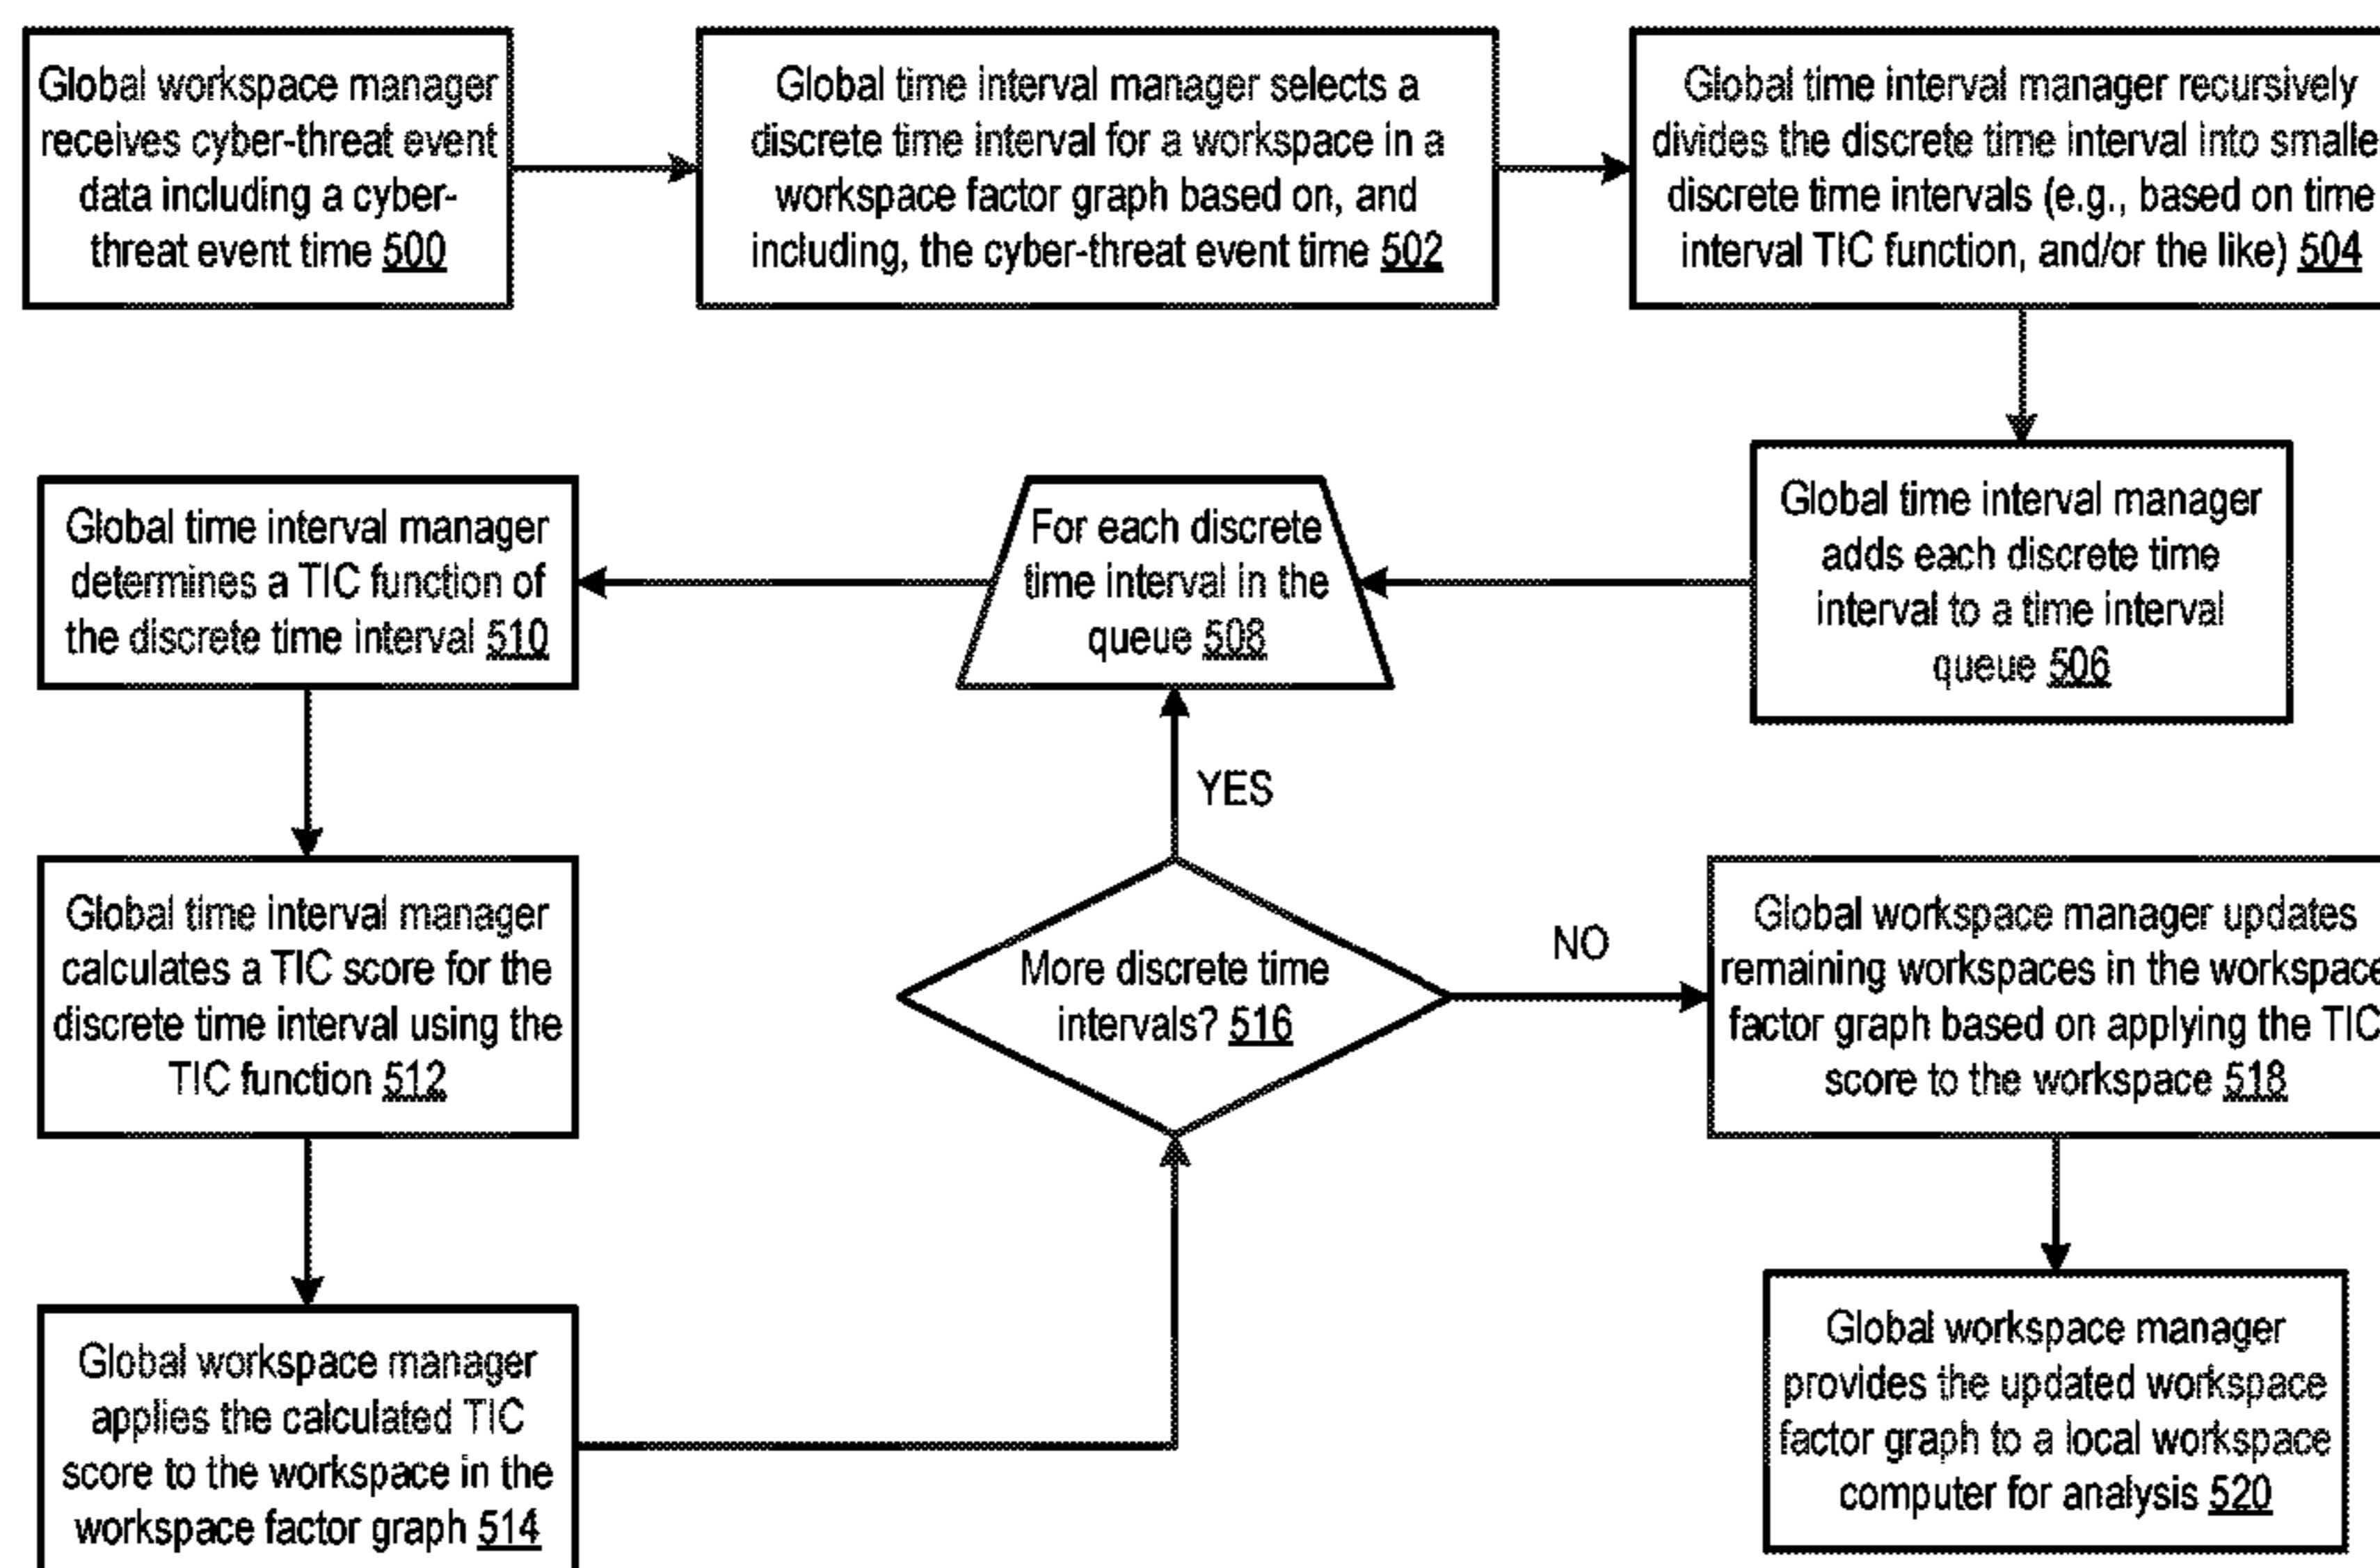 Global workspace manager
receives cyber-threat event
data including a cyber-
threat event time 500
Global time interval manager selects a
discrete time interval for a workspace in a
workspace factor graph based on, and
including, the cyber-threat event time 502
Global time interval manager recursively
divides the discrete time interval into smalle
discrete time intervals (e.g., based on time
interval TIC function, and/or the like) 504
Global time interval manager
adds each discrete time
interval to a time interval
queue 506
For each discrete
time interval in the
queue 508
Global time interval manager
determines a TIC function of
the discrete time interval 510
YES
Global time interval manager
calculates a TIC score for the
discrete time interval using the
TIC function 512
More discrete time
intervals? 516
NO
Global workspace manager updates
remaining workspaces in the workspace
factor graph based on applying the TIC
score to the workspace 518
Global workspace manager
applies the calculated TIC
score to the workspace in the
workspace factor graph 514
Global workspace manager
provides the updated workspace
factor graph to a local workspace
computer for analysis 520